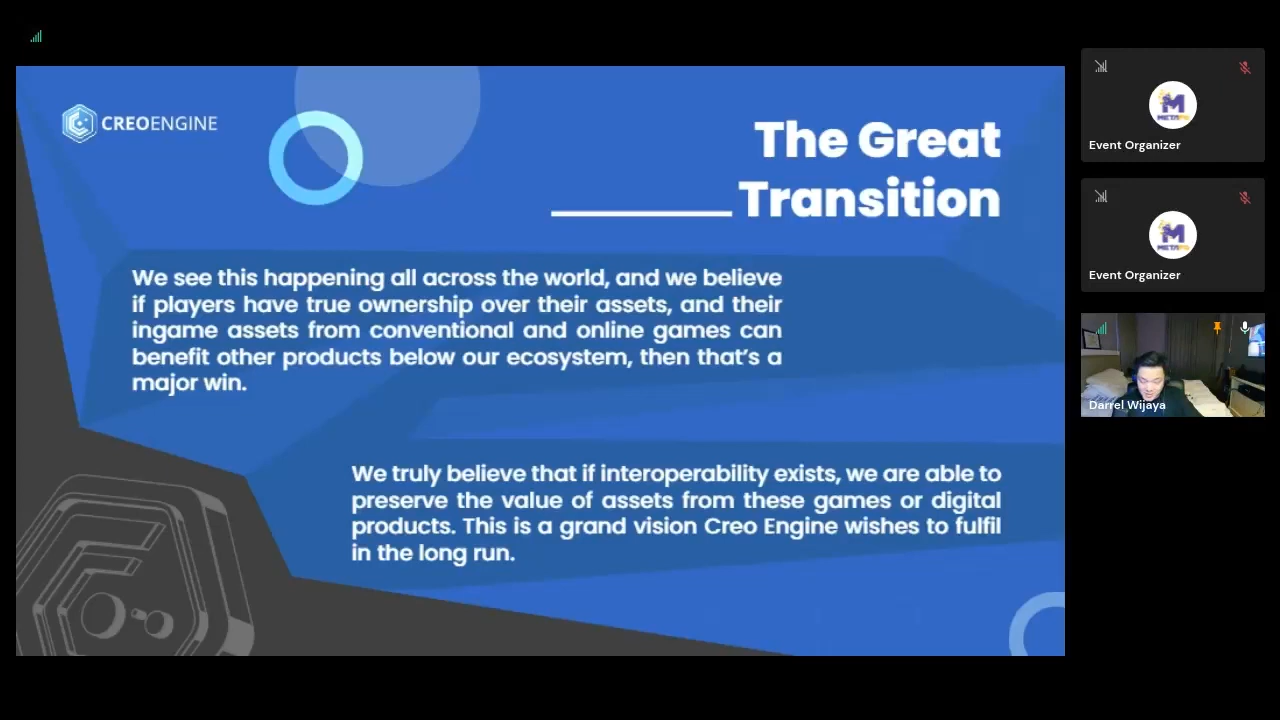 CREOENGINE
The Great
Transition
We see this happening all across the world, and we believe
if players have true ownership over their assets, and their
ingame assets from conventional and online games can
benefit other products below our ecosystem, then that's a
major win.
We truly believe that if interoperability exists, we are able to
preserve the value of assets from these games or digital
products. This is a grand vision Creo Engine wishes to fulfil
in the long run.
Event Organizer
Event Organizer
Darrel Wijaya